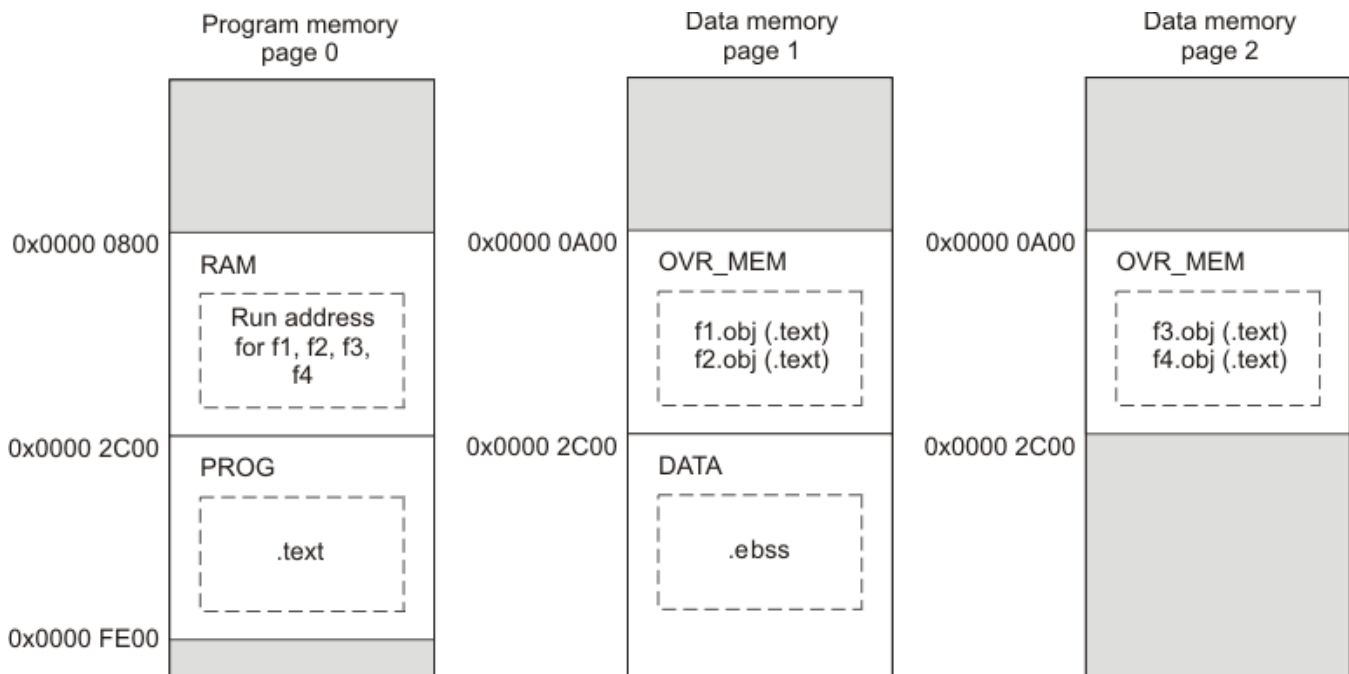 Program memory
page 0
0x0000 0800
RAM
Run address
for f1, f2, f3,
f4
0x0000 2C00
PROG
.text
0x0000 FE00
Data memory
page 1
0x0000 0A00
OVR_MEM
f1.obj (.text)
f2.obj (.text)
0x0000 2C00
DATA
.ebss
Data memory
page 2
0x0000 0A00
OVR_MEM
f3.obj (.text)
f4.obj (.text)
0x0000 2C00